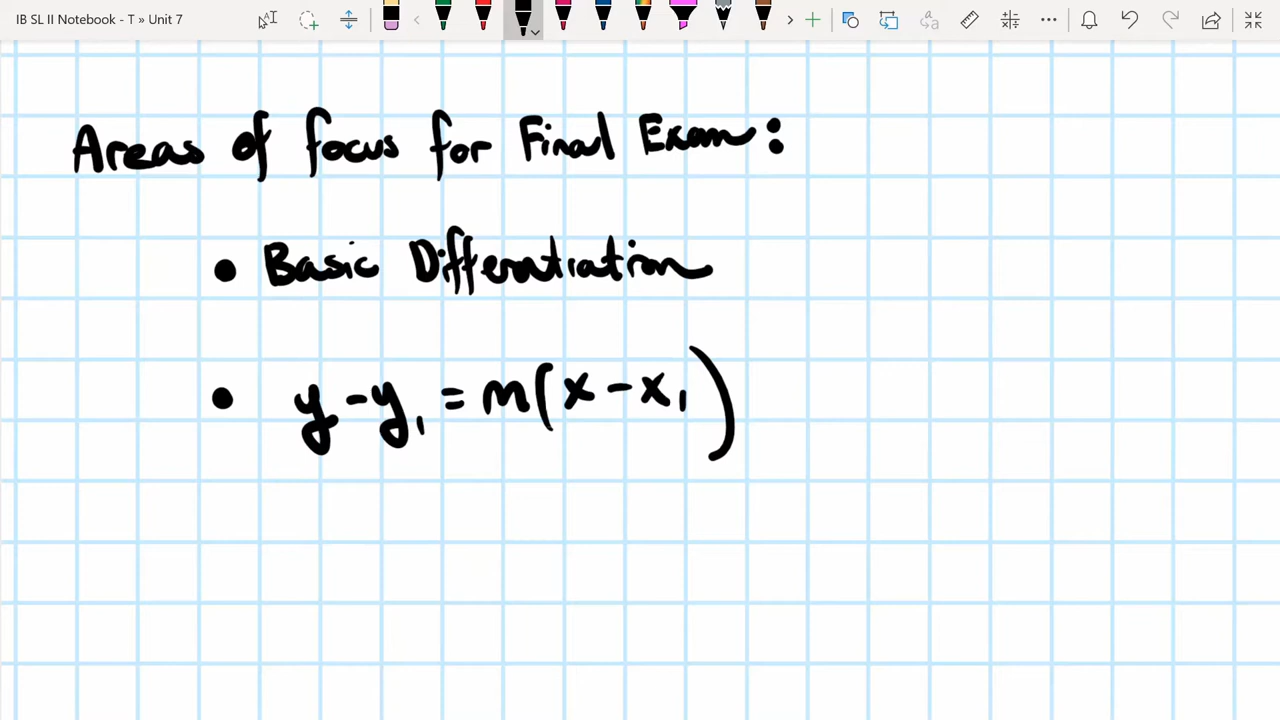 IB SL II Notebook - T » Unit 7
Areas of focus for Final Exam:
• Basic Differentiation
• y - y₁ = m(x - x₁)